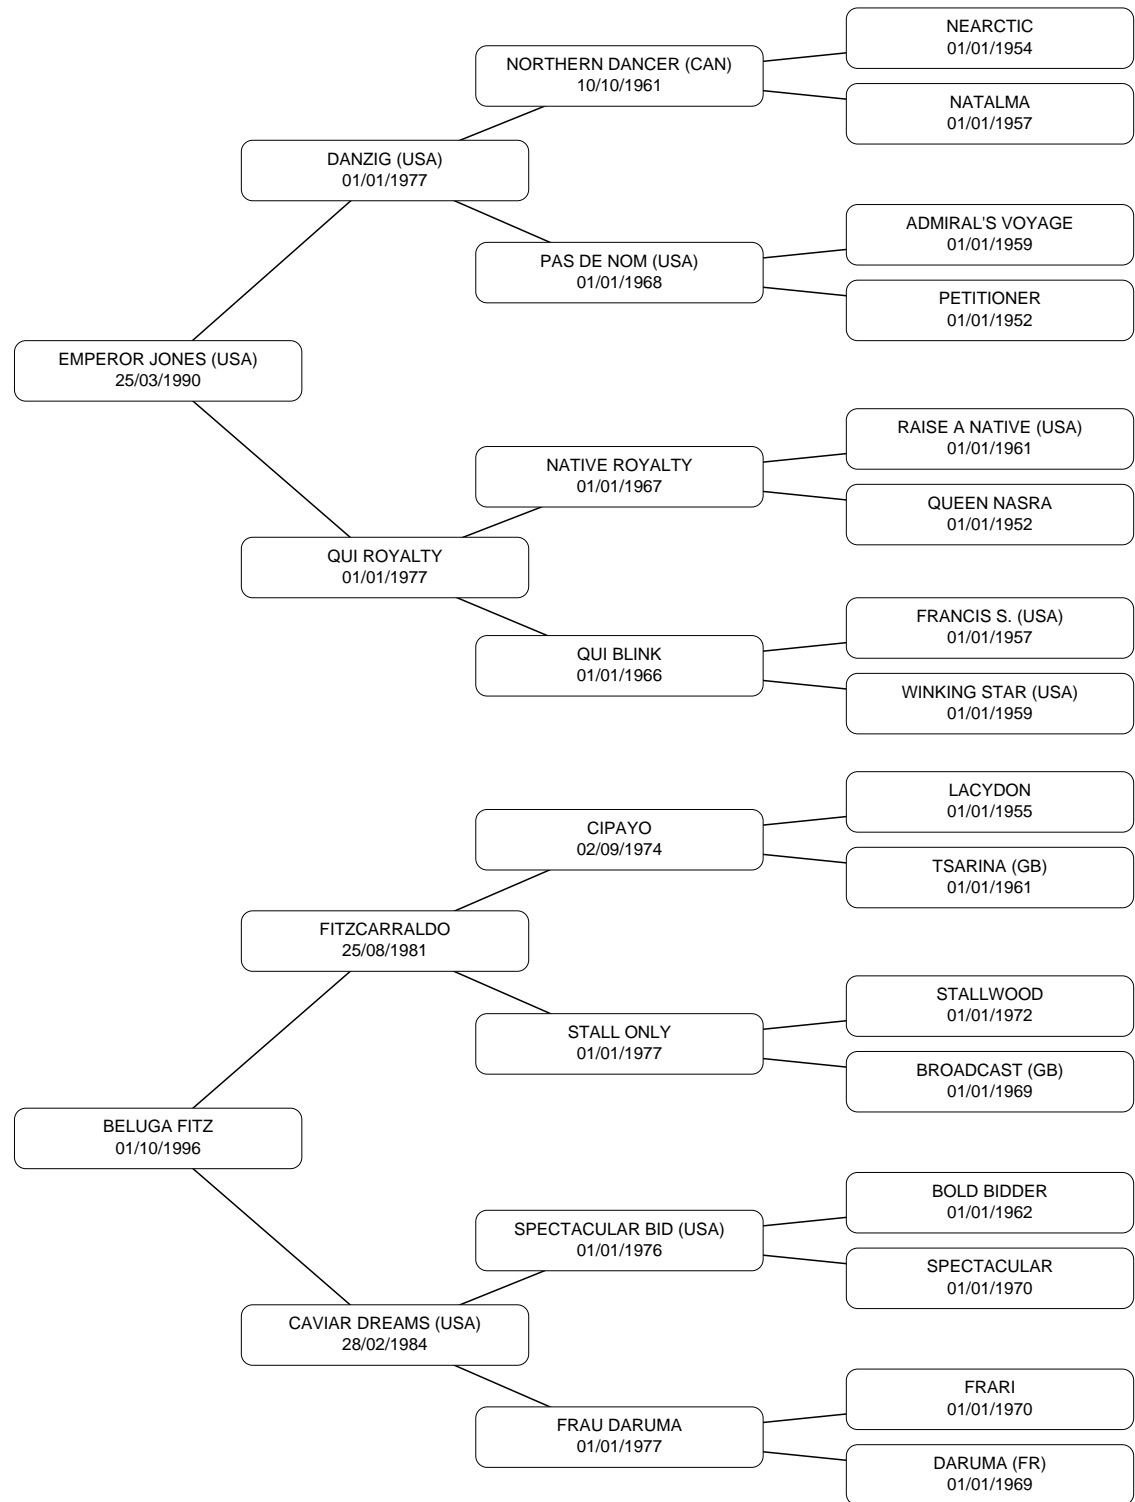 NEARCTIC
01/01/1954
NORTHERN DANCER (CAN)
10/10/1961
NATALMA
01/01/1957
DANZIG (USA)
01/01/1977
ADMIRAL'S VOYAGE
01/01/1959
PAS DE NOM (USA)
01/01/1968
PETITIONER
01/01/1952
EMPEROR JONES (USA)
25/03/1990
RAISE A NATIVE (USA)
01/01/1961
NATIVE ROYALTY
01/01/1967
QUEEN NASRA
01/01/1952
QUI ROYALTY
01/01/1977
FRANCIS S. (USA)
01/01/1957
QUI BLINK
01/01/1966
WINKING STAR (USA)
01/01/1959
LACYDON
01/01/1955
CIPAYO
02/09/1974
TSARINA (GB)
01/01/1961
FITZCARRALDO
25/08/1981
STALLWOOD
01/01/1972
STALL ONLY
01/01/1977
BROADCAST (GB)
01/01/1969
BELUGA FITZ
01/10/1996
BOLD BIDDER
01/01/1962
SPECTACULAR BID (USA)
01/01/1976
SPECTACULAR
01/01/1970
CAVIAR DREAMS (USA)
28/02/1984
FRARI
01/01/1970
FRAU DARUMA
01/01/1977
DARUMA (FR)
01/01/1969